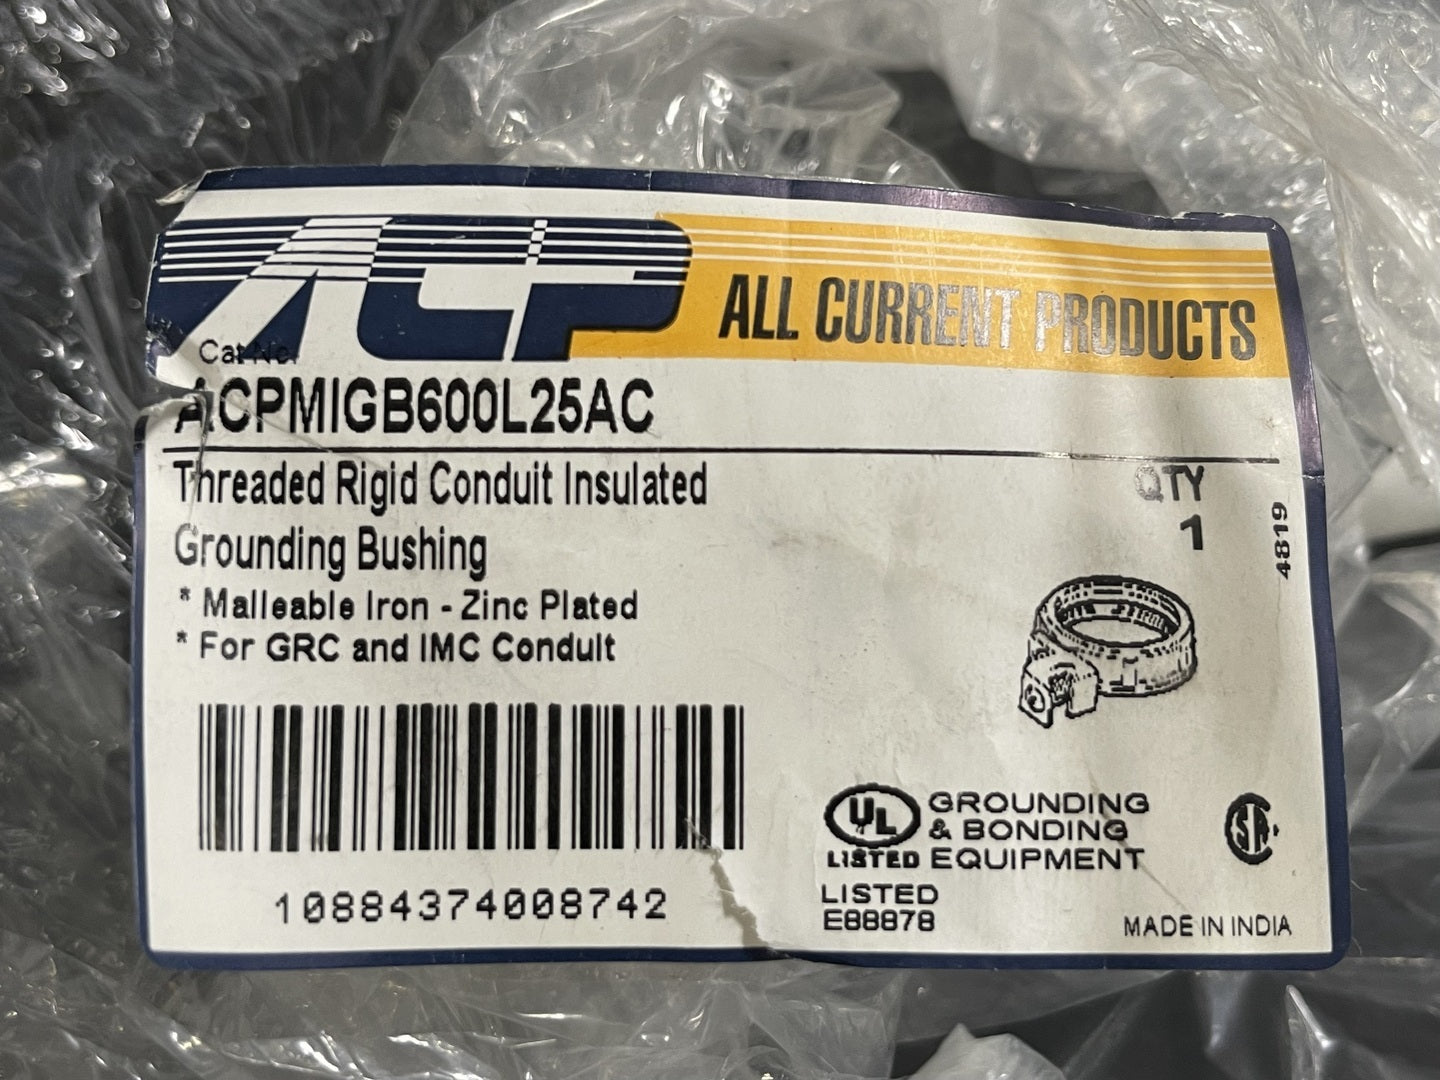 ACP
ALL CURRENT PRODUCTS
Cat No.
ACPMIGB600L25AC
Threaded Rigid Conduit Insulated
Grounding Bushing
* Malleable Iron - Zinc Plated
* For GRC and IMC Conduit
QTY
1
4819
10884374008742
UL
LISTED
GROUNDING
& BONDING
EQUIPMENT
LISTED
E88878
SA
MADE IN INDIA